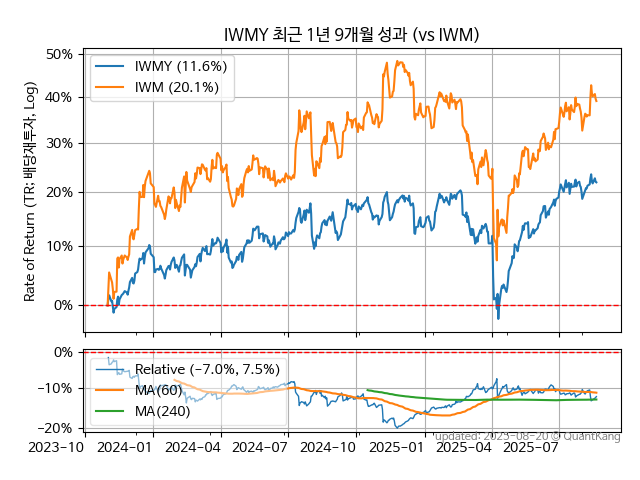 IWMY 최근 1년 9개월 성과 (vs IWM)
Rate of Return (TR: 배당재투자, Log)
50%
40%
30%
20%
10%
0%
IWMY (11.6%)
IWM (20.1%)
0%
−10%
−20%
Relative (−7.0%, 7.5%)
MA(60)
MA(240)
updated: 2025-08-20 © QuantKang
2023-10 2024-01 2024-04 2024-07 2024-10 2025-01 2025-04 2025-07